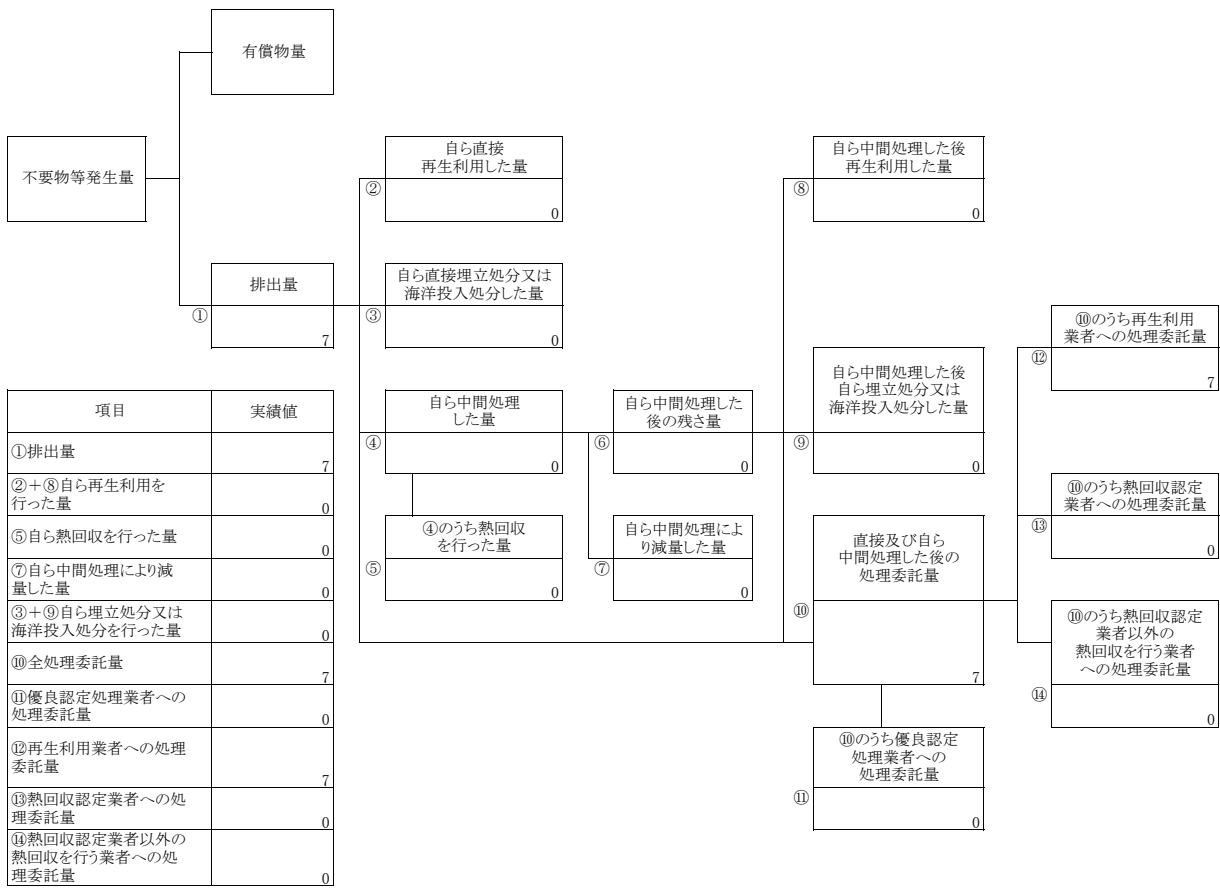 有償物量
不要物等発生量
排出量
①
7
自ら直接
再生利用した量
②
0
自ら直接埋立処分又は
海洋投入処分した量
③
0
自ら中間処理
した量
④
0
④のうち熱回収
を行った量
⑤
0
自ら中間処理した
後の残さ量
⑥
0
自ら中間処理によ
り減量した量
⑦
0
自ら中間処理した後
再生利用した量
⑧
0
自ら中間処理した後
自ら埋立処分又は
海洋投入処分した量
⑨
0
直接及び自ら
中間処理した後の
処理委託量
⑩
7
⑩のうち優良認定
処理業者への
処理委託量
⑪
0
⑩のうち再生利用
業者への処理委託量
⑫
7
⑩のうち熱回収認定
業者への処理委託量
⑬
0
⑩のうち熱回収認定
業者以外の
熱回収を行う業者
への処理委託量
⑭
0
項目 実績値
①排出量
7
②+⑧自ら再生利用を
行った量
0
⑤自ら熱回収を行った量
0
⑦自ら中間処理により減
量した量
0
③+⑨自ら埋立処分又は
海洋投入処分を行った量
0
⑩全処理委託量
7
⑪優良認定処理業者への
処理委託量
0
⑫再生利用業者への処理
委託量
7
⑬熱回収認定業者への処
理委託量
0
⑭熱回収認定業者以外の
熱回収を行う業者への処
理委託量
0